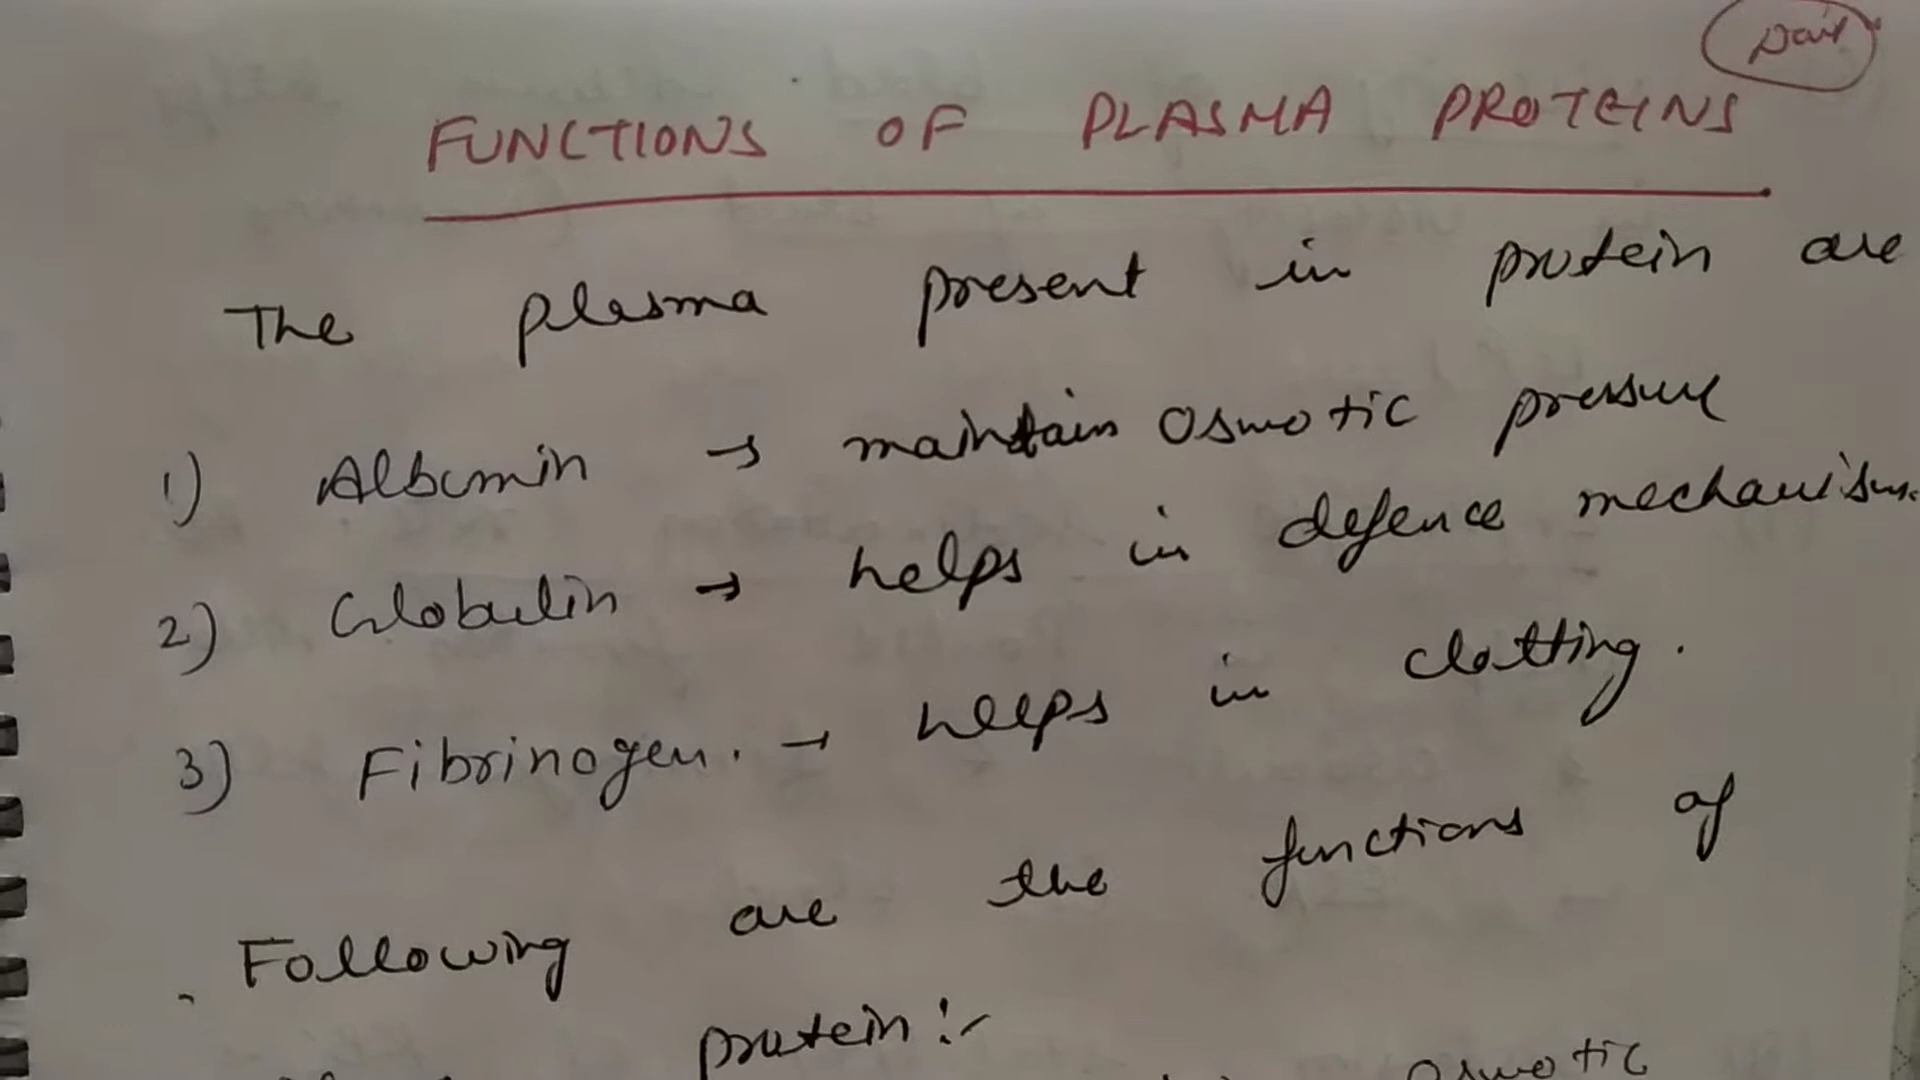 FUNCTIONS OF PLASMA PROTEINS
The plasma present in protein are
1) Albumin → maintain osmotic pressure
2) Globulin → helps in defence mechanism.
3) Fibrinogen. → helps in clotting.
Following are the functions of
protein :-
Osmotic